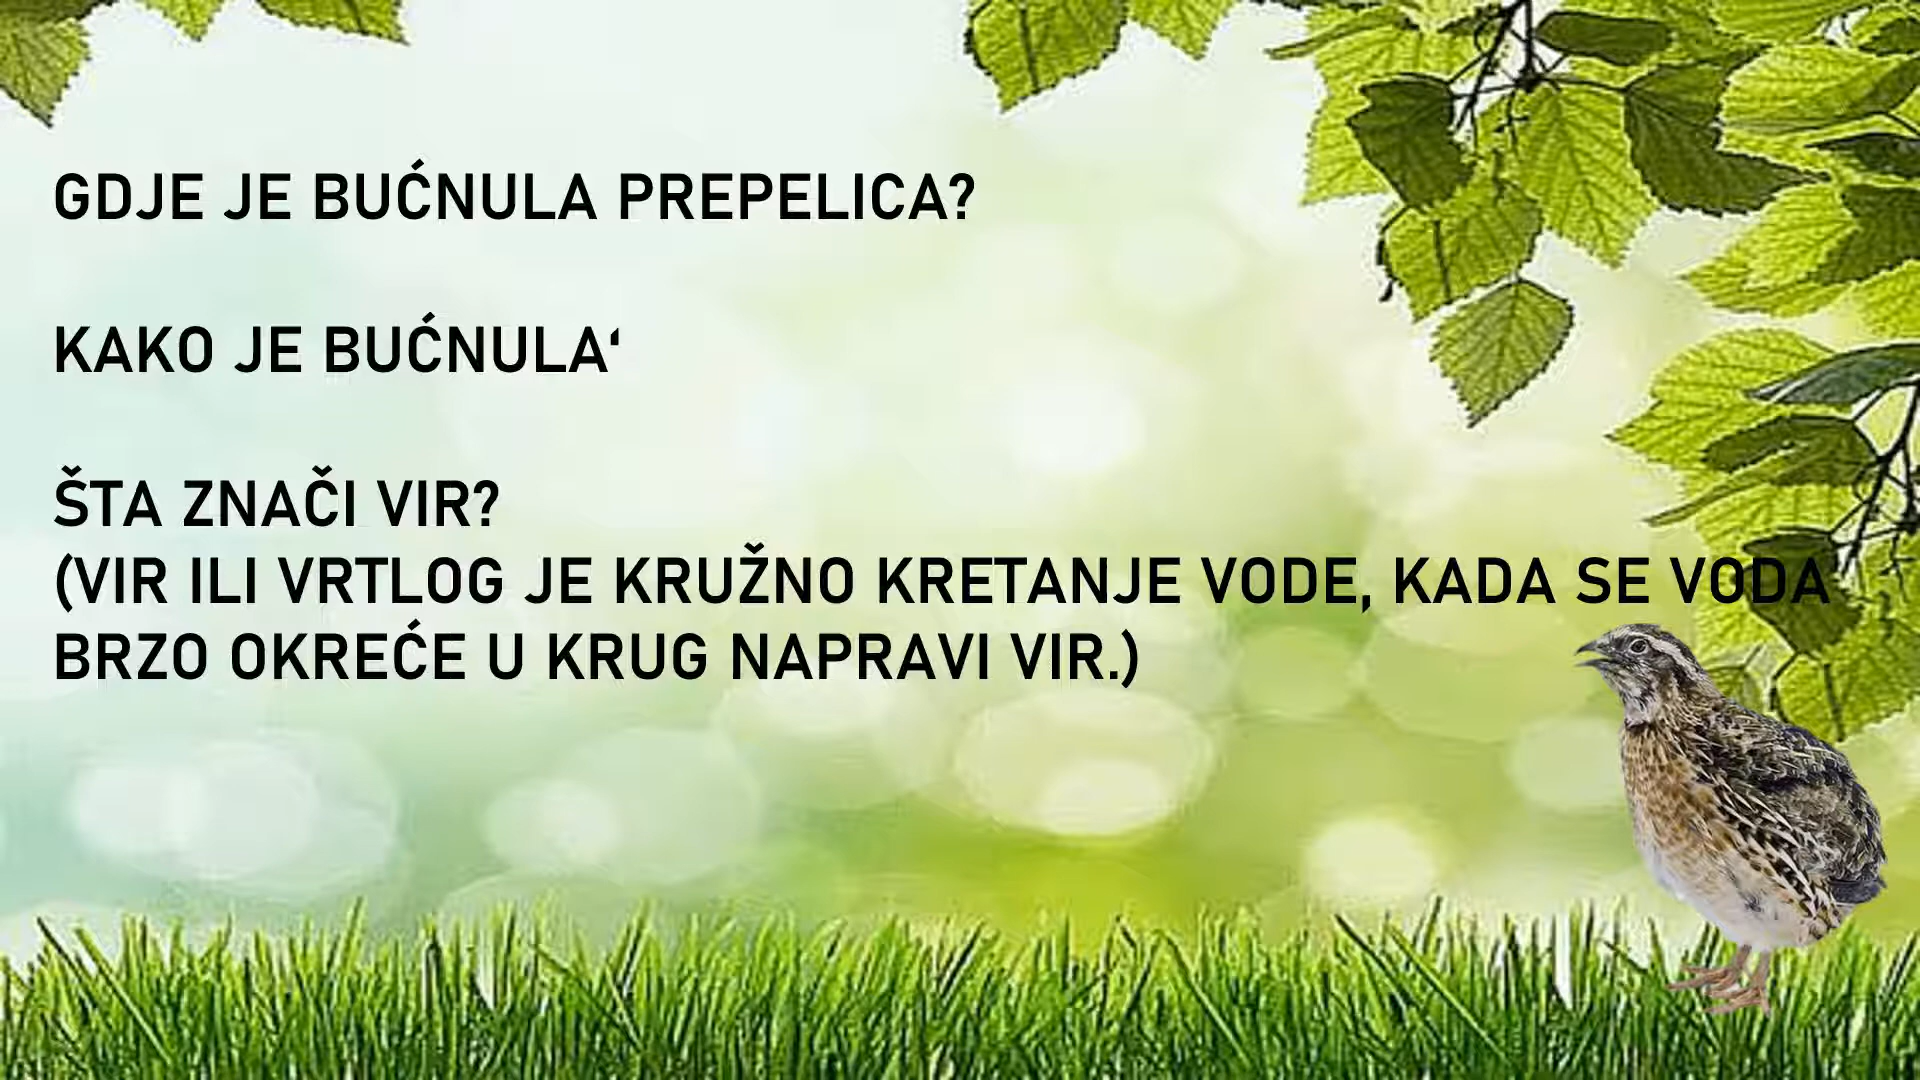 GDJE JE BUĆNULA PREPELICA?
KAKO JE BUĆNULA‘
ŠTA ZNAČI VIR?
(VIR ILI VRTLOG JE KRUŽNO KRETANJE VODE, KADA SE VODA
BRZO OKREĆE U KRUG NAPRAVI VIR.)